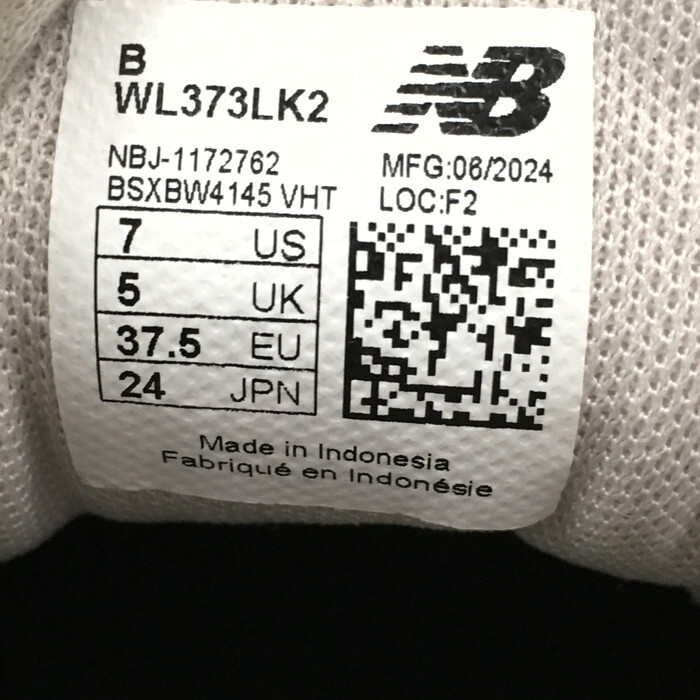 B
WL373LK2
NB
NBJ-1172762
BSXBW4145 VHT
MFG:06/2024
LOC:F2
7 US
5 UK
37.5 EU
24 JPN
Made in Indonesia
Fabriqué en Indonésie